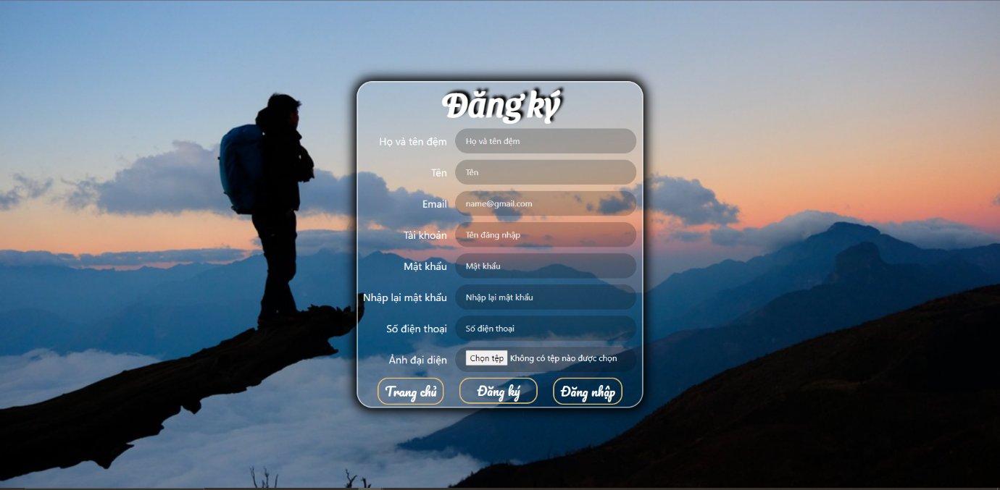 Đăng ký
Họ và tên đệm Họ và tên đệm
Tên Tên
Email name@gmail.com
Tài khoản Tên đăng nhập
Mật khẩu Mật khẩu
Nhập lại mật khẩu Nhập lại mật khẩu
Số điện thoại Số điện thoại
Ảnh đại diện Chọn tệp Không có tệp nào được chọn
Trang chủ Đăng ký Đăng nhập